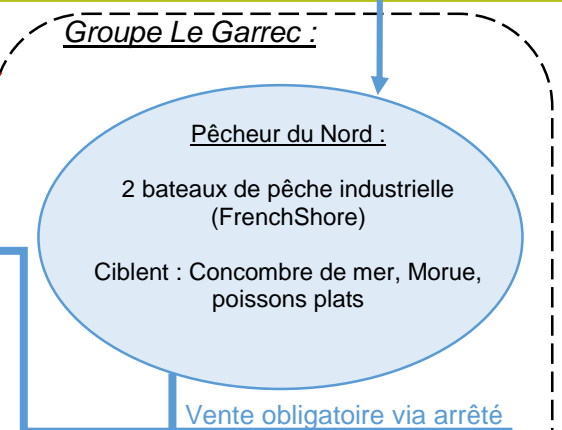 Groupe Le Garrec :
Pêcheur du Nord :
2 bateaux de pêche industrielle
(FrenchShore)
Ciblent : Concombre de mer, Morue,
poissons plats
Vente obligatoire via arrêté